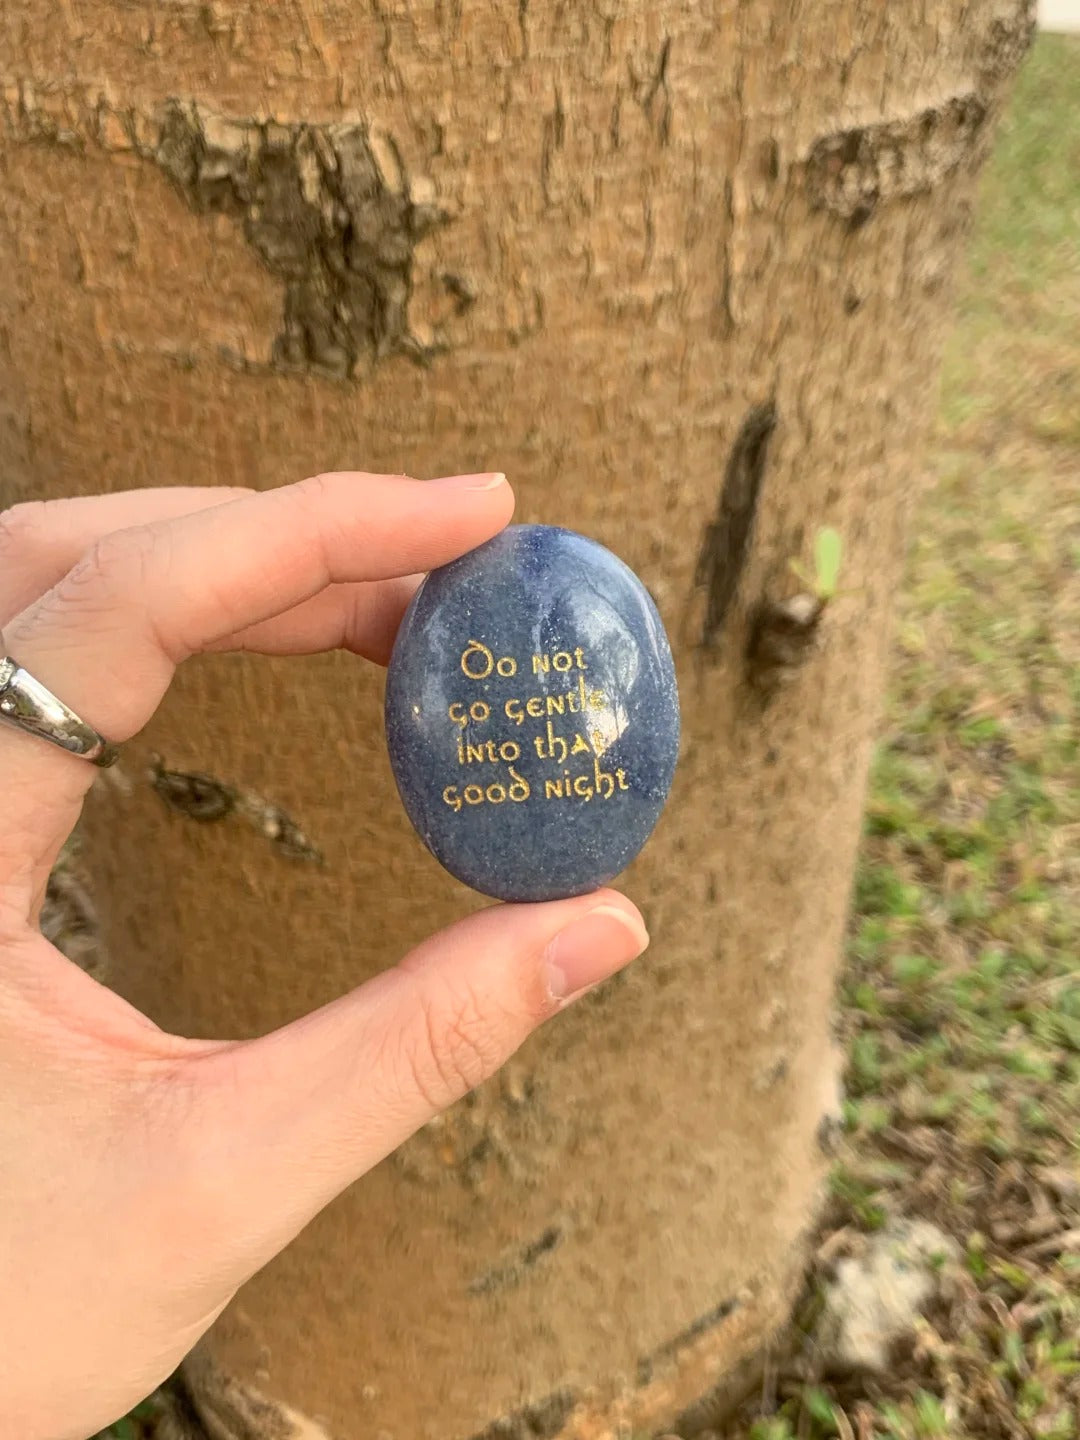 Do not
go gentle
into that
good night